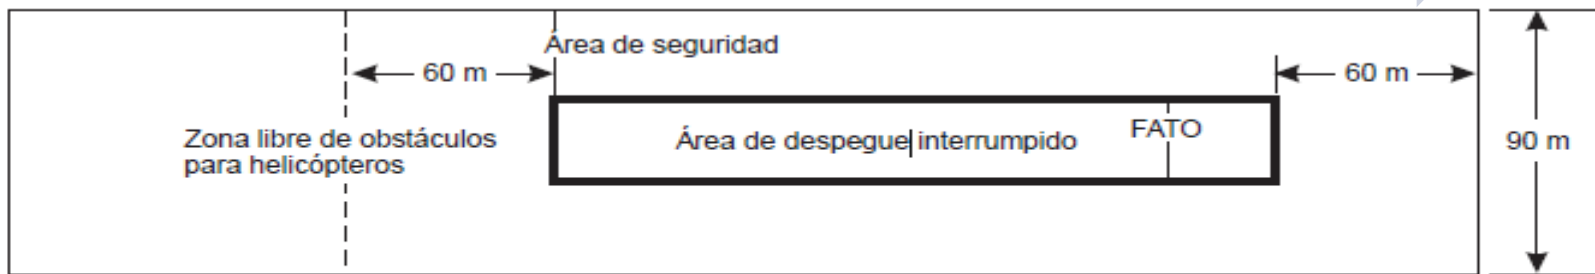 Área de seguridad
60 m
60 m
Zona libre de obstáculos
para helicópteros
Área de despegue interrumpido
FATO
90 m